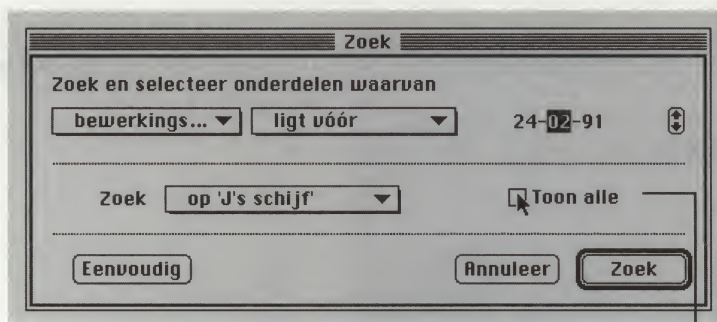 Zoek
Zoek en selecteer onderdelen waarvan
bewerkings... ligt vóór 24-02-91
Zoek op 'J's schijf' Toon alle
Eenvoudig Annuleer Zoek